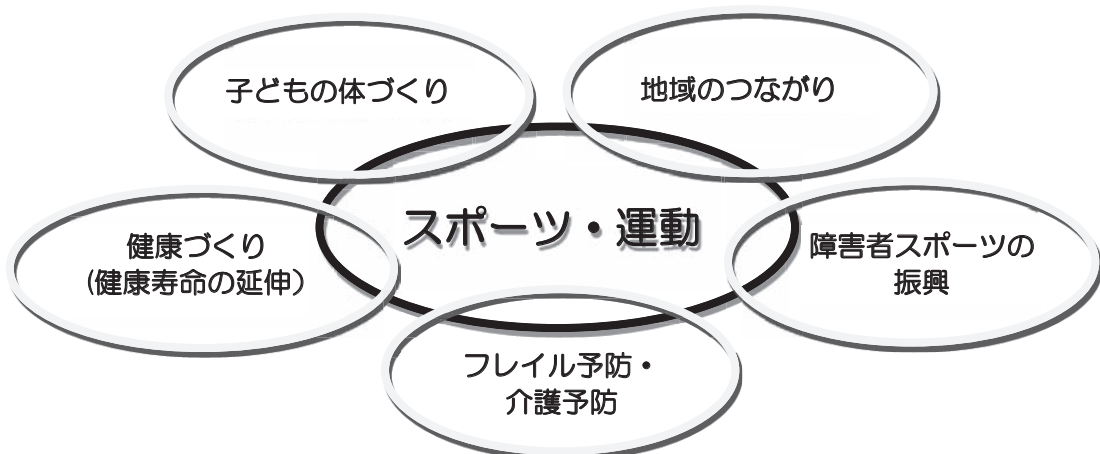 子どもの体づくり
地域のつながり
スポーツ・運動
健康づくり
(健康寿命の延伸)
障害者スポーツの
振興
フレイル予防・
介護予防